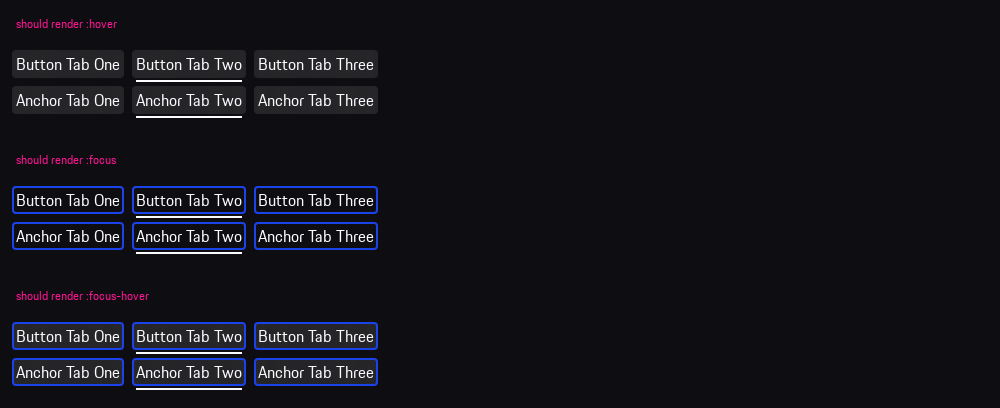 should render :hover
Button Tab One Button Tab Two Button Tab Three
Anchor Tab One Anchor Tab Two Anchor Tab Three
should render :focus
Button Tab One Button Tab Two Button Tab Three
Anchor Tab One Anchor Tab Two Anchor Tab Three
should render :focus-hover
Button Tab One Button Tab Two Button Tab Three
Anchor Tab One Anchor Tab Two Anchor Tab Three